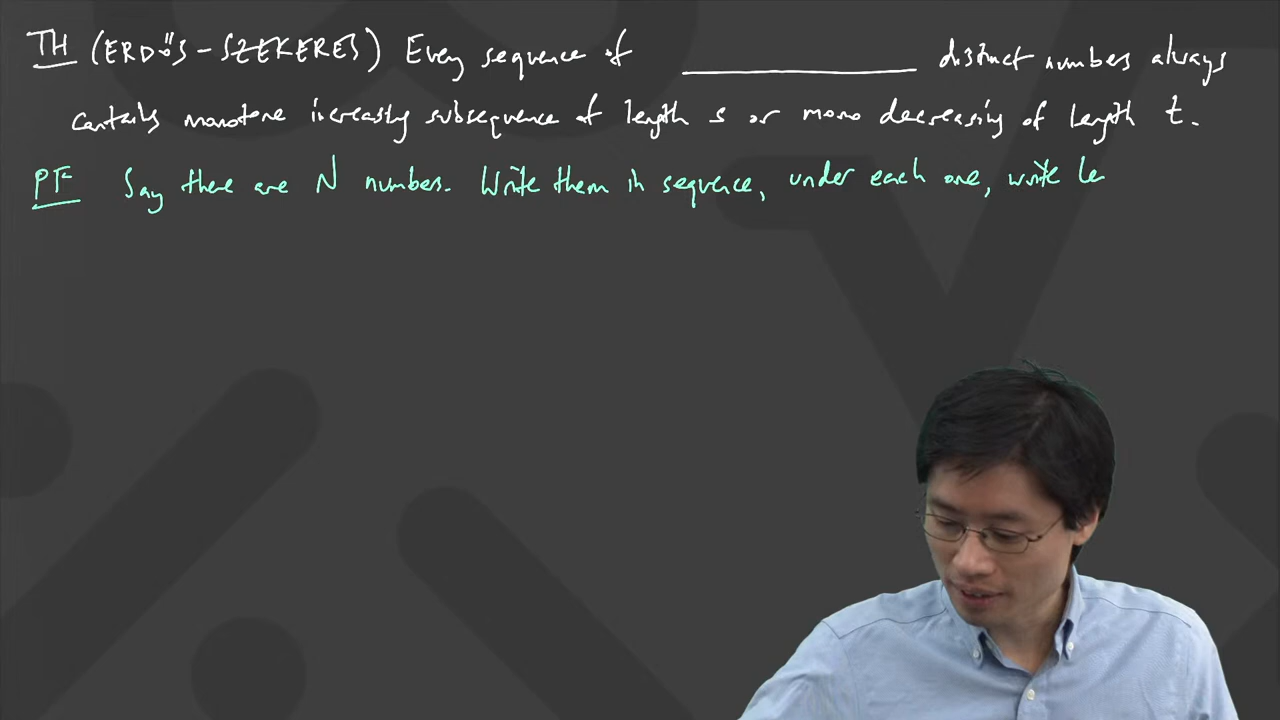 TH (ERDŐS-SZEKERES) Every sequence of ____________ distinct numbers always
contains monotone increasing subsequence of length s or mono decreasing of length t.
PF Say there are N numbers. Write them in sequence, under each one, write le